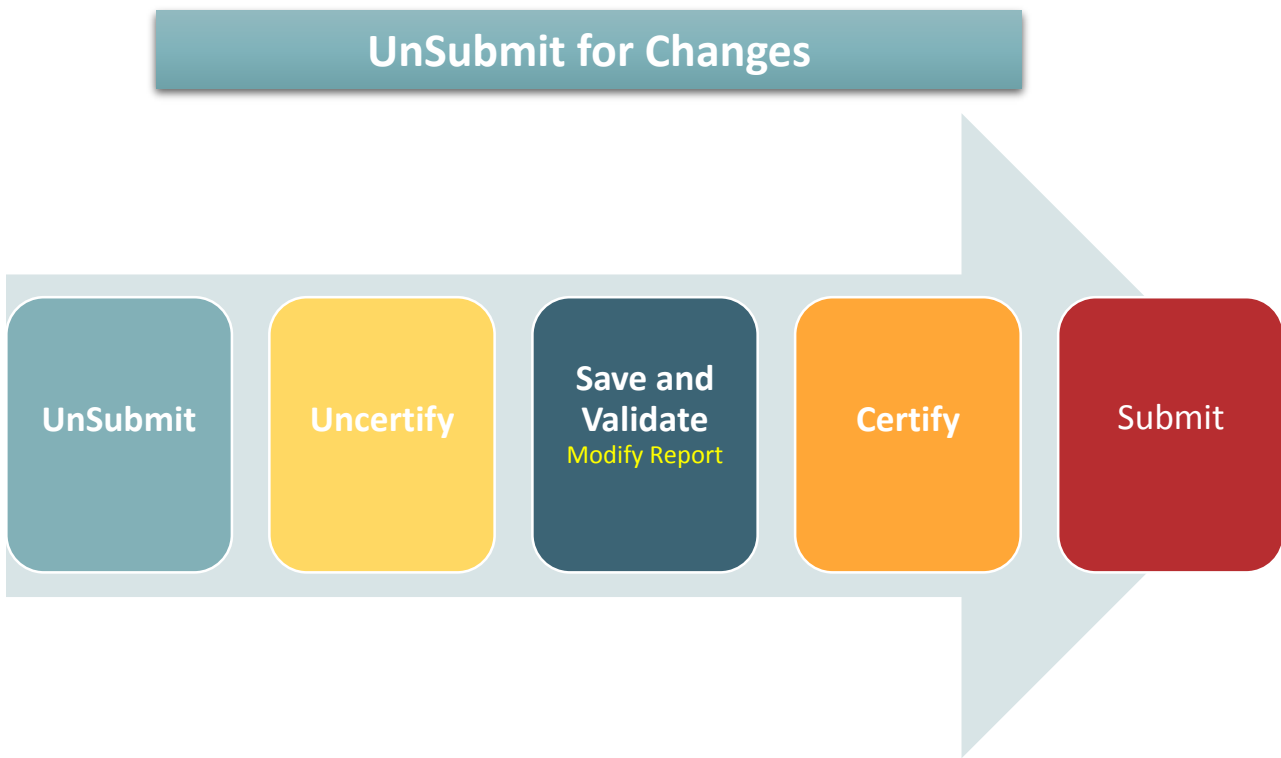 UnSubmit for Changes
UnSubmit
Uncertify
Save and
Validate
Modify Report
Certify
Submit